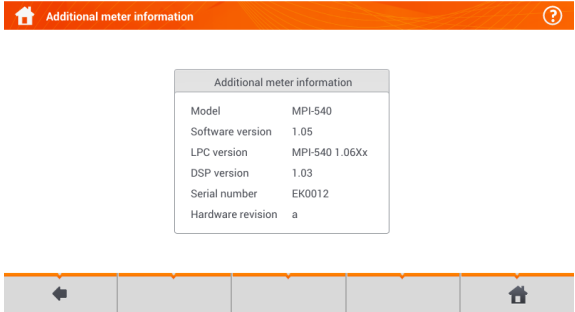 Additional meter information
?
Additional meter information
Model MPI-540
Software version 1.05
LPC version MPI-540 1.06Xx
DSP version 1.03
Serial number EK0012
Hardware revision a